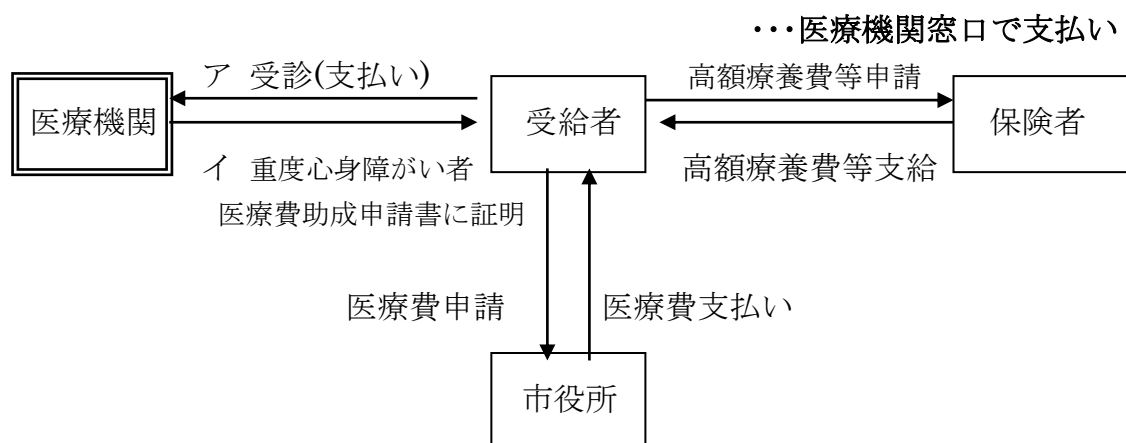 ・・・医療機関窓口で支払い
ア 受診(支払い)
高額療養費等申請
医療機関
受給者
保険者
イ 重度心身障がい者
医療費助成申請書に証明
高額療養費等支給
医療費申請
医療費支払い
市役所